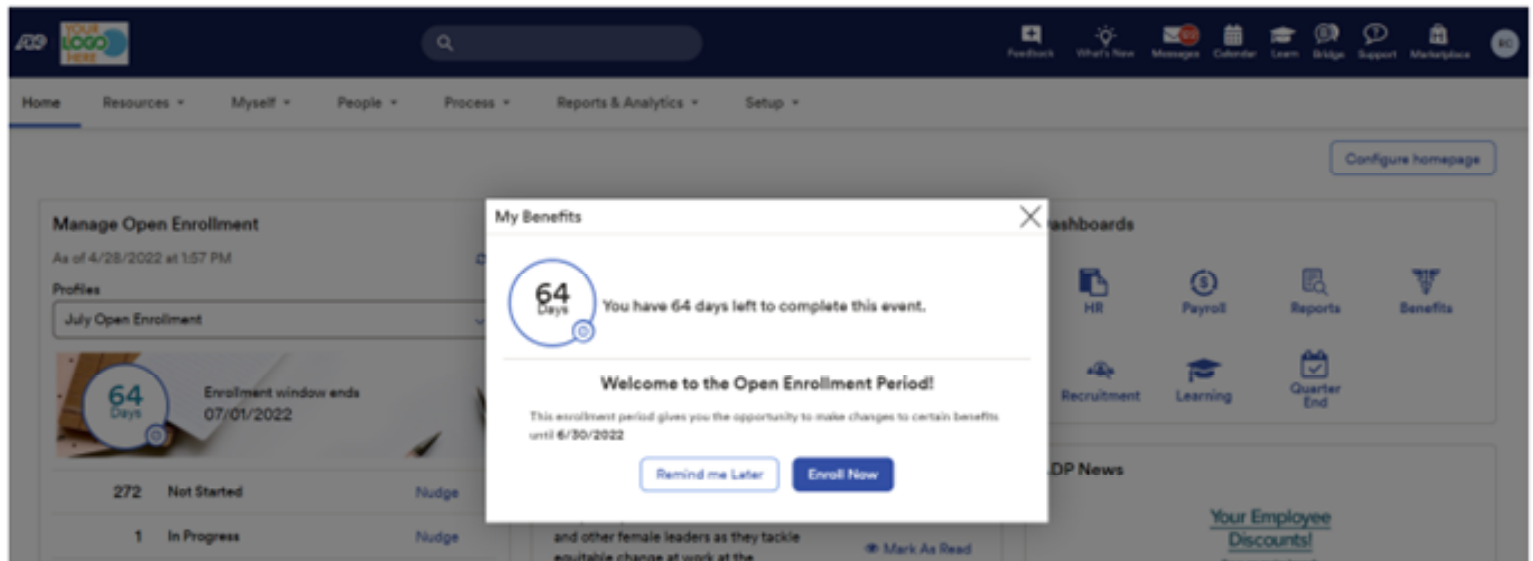 ADP YOUR LOGO HERE
Feedback What's New Messages Calendar Learn Bridge Support Marketplace RC
Home Resources Myself People Process Reports & Analytics Setup
Configure homepage
Manage Open Enrollment
As of 4/28/2022 at 1:57 PM
Profiles
July Open Enrollment
64
Days
Enrollment window ends
07/01/2022
272 Not Started Nudge
1 In Progress Nudge
My Benefits
64
Days
You have 64 days left to complete this event.
Welcome to the Open Enrollment Period!
This enrollment period gives you the opportunity to make changes to certain benefits
until 6/30/2022
Remind me Later Enroll Now
and other female leaders as they tackle
equitable change at work at the
Mark As Read
ashboards
HR Payroll Reports Benefits
Recruitment Learning Quarter
End
DP News
Your Employee
Discounts!